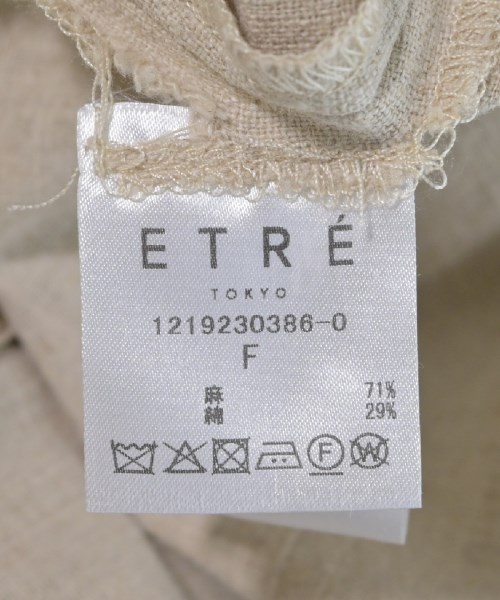 ETRÉ
TOKYO
1219230386-0
F
麻 71%
綿 29%
F W